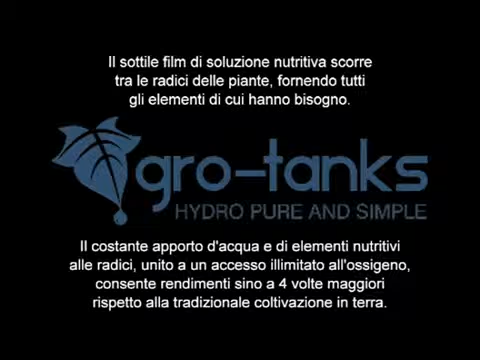 Il sottile film di soluzione nutritiva scorre
tra le radici delle piante, fornendo tutti
gli elementi di cui hanno bisogno.
gro-tanks
HYDRO PURE AND SIMPLE
Il costante apporto d'acqua e di elementi nutritivi
alle radici, unito a un accesso illimitato all'ossigeno,
consente rendimenti sino a 4 volte maggiori
rispetto alla tradizionale coltivazione in terra.